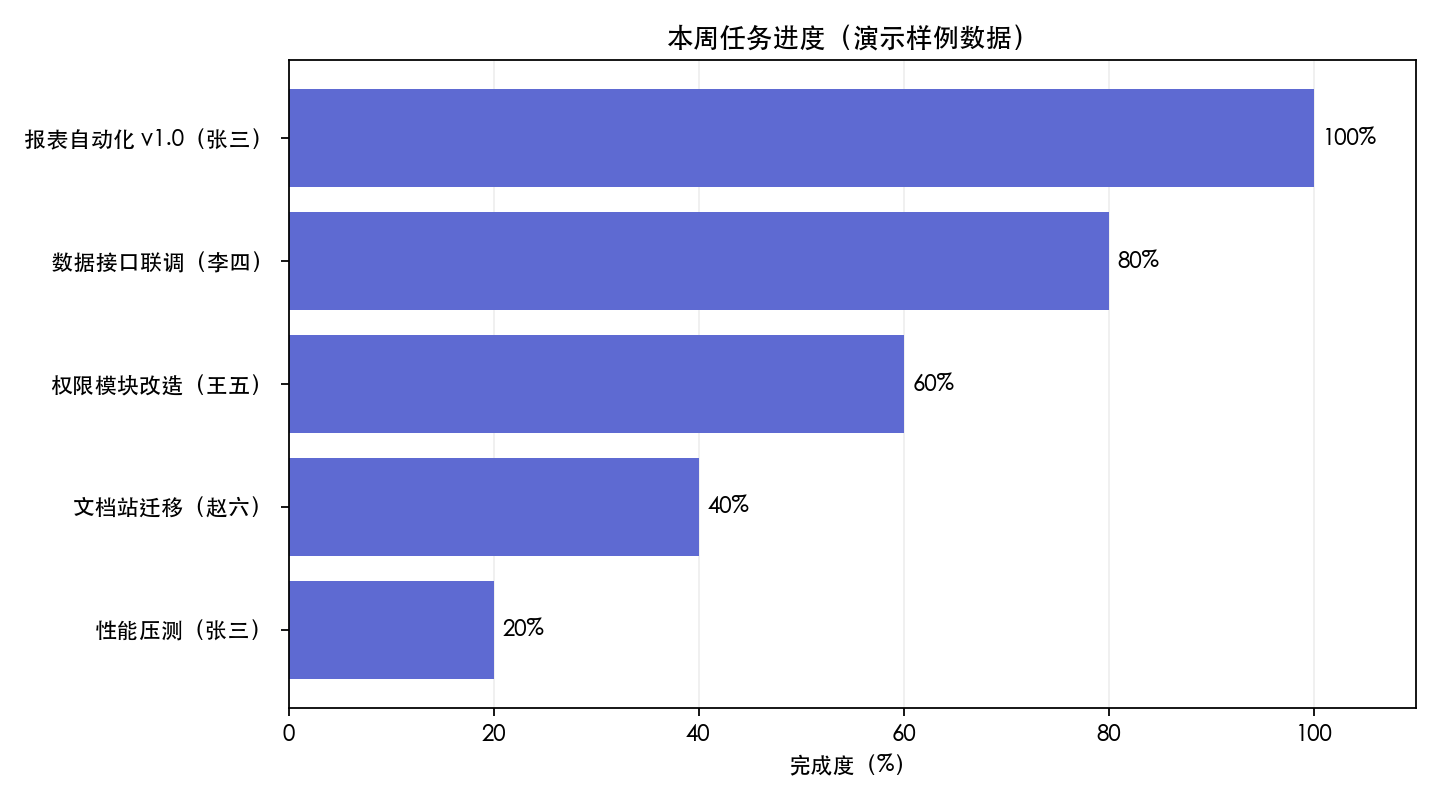 本周任务进度（演示样例数据）
报表自动化 v1.0（张三）
100%
数据接口联调（李四）
80%
权限模块改造（王五）
60%
文档站迁移（赵六）
40%
性能压测（张三）
20%
0 20 40 60 80 100
完成度（%）